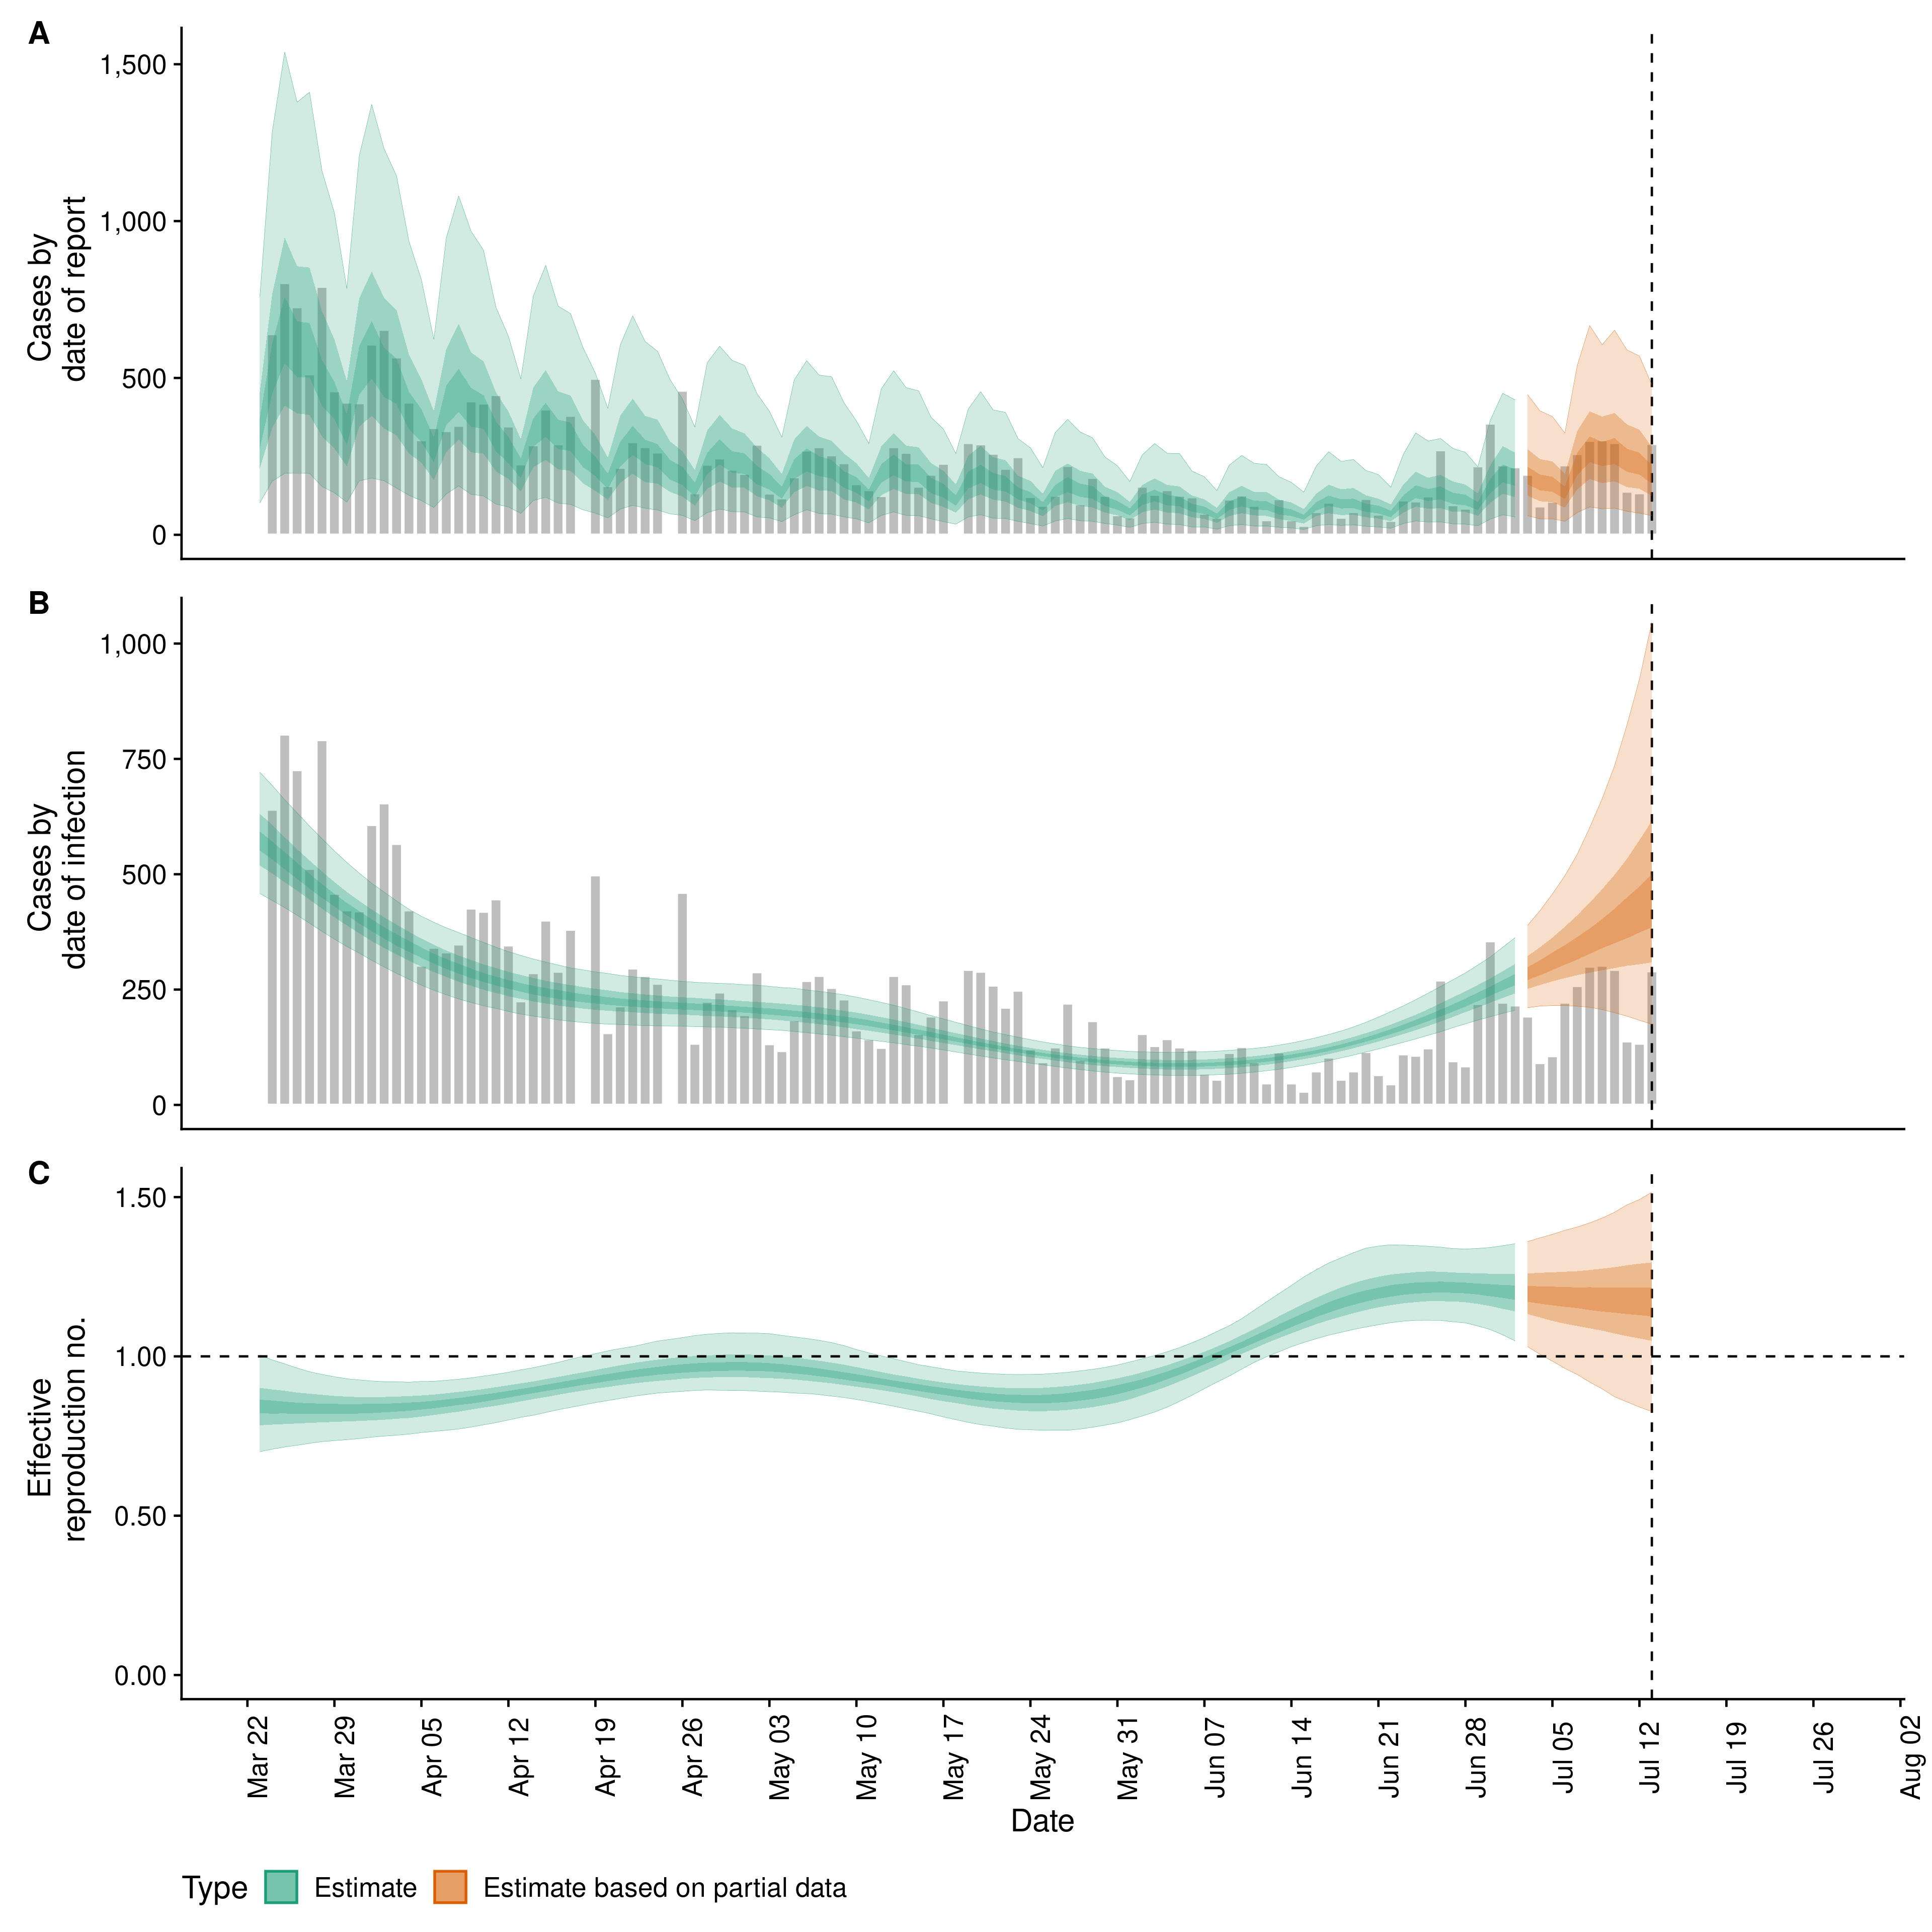 A
Cases by
date of report
1,500
1,000
500
0
B
Cases by
date of infection
1,000
750
500
250
0
C
Effective
reproduction no.
1.50
1.00
0.50
0.00
Mar 22
Mar 29
Apr 05
Apr 12
Apr 19
Apr 26
May 03
May 10
May 17
May 24
May 31
Jun 07
Jun 14
Jun 21
Jun 28
Jul 05
Jul 12
Jul 19
Jul 26
Aug 02
Date
Type Estimate Estimate based on partial data